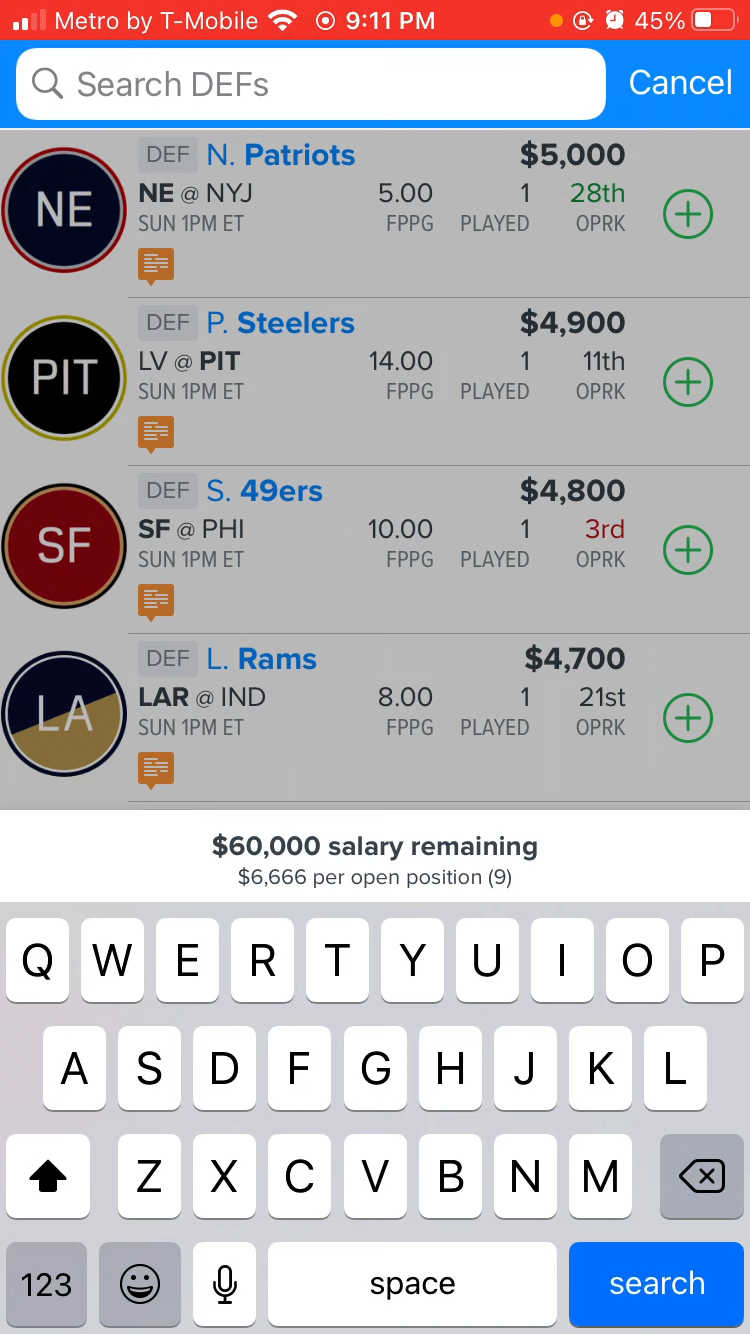 Metro by T-Mobile 9:11 PM 45%
Search DEFs Cancel
NE
DEF N. Patriots $5,000
NE @ NYJ 5.00 1 28th
SUN 1PM ET FPPG PLAYED OPRK
PIT
DEF P. Steelers $4,900
LV @ PIT 14.00 1 11th
SUN 1PM ET FPPG PLAYED OPRK
SF
DEF S. 49ers $4,800
SF @ PHI 10.00 1 3rd
SUN 1PM ET FPPG PLAYED OPRK
LA
DEF L. Rams $4,700
LAR @ IND 8.00 1 21st
SUN 1PM ET FPPG PLAYED OPRK
$60,000 salary remaining
$6,666 per open position (9)
Q W E R T Y U I O P
A S D F G H J K L
Z X C V B N M
123 space search